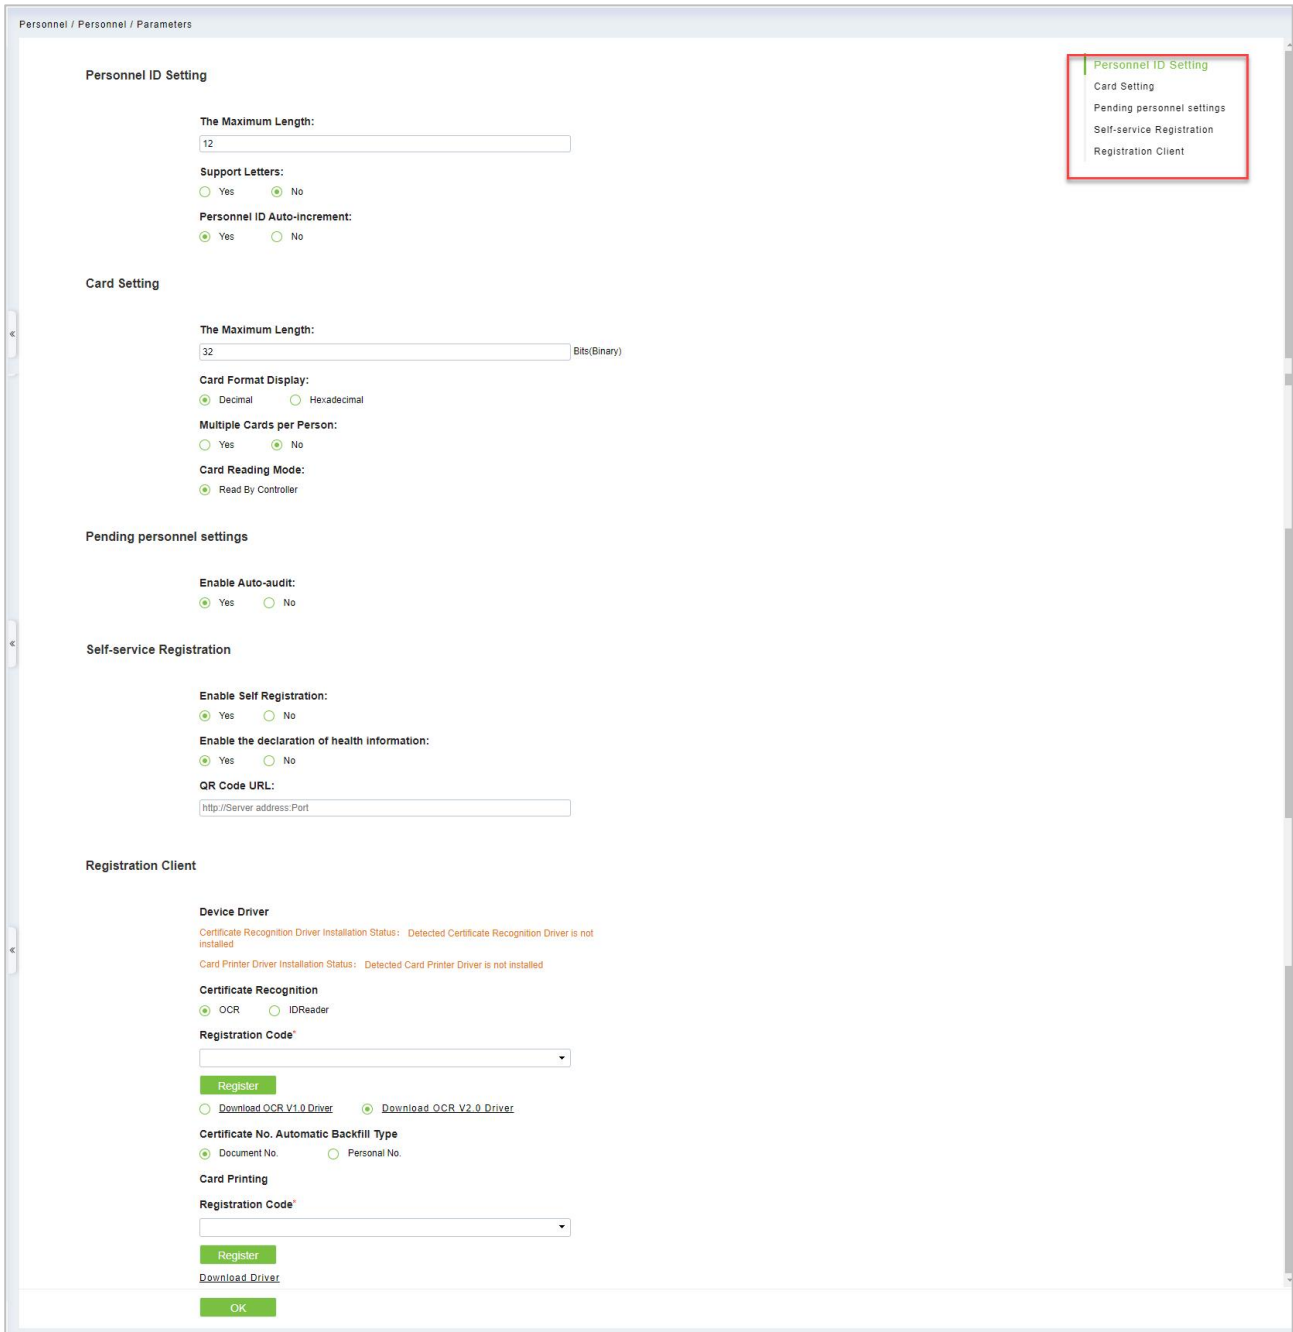 Personnel / Personnel / Parameters
Personnel ID Setting
Personnel ID Setting
Card Setting
Pending personnel settings
Self-service Registration
Registration Client
The Maximum Length:
12
Support Letters:
Yes No
Personnel ID Auto-increment:
Yes No
Card Setting
The Maximum Length:
32 Bits(Binary)
Card Format Display:
Decimal Hexadecimal
Multiple Cards per Person:
Yes No
Card Reading Mode:
Read By Controller
Pending personnel settings
Enable Auto-audit:
Yes No
Self-service Registration
Enable Self Registration:
Yes No
Enable the declaration of health information:
Yes No
QR Code URL:
http://Server address:Port
Registration Client
Device Driver
Certificate Recognition Driver Installation Status: Detected Certificate Recognition Driver is not
installed
Card Printer Driver Installation Status: Detected Card Printer Driver is not installed
Certificate Recognition
OCR IDReader
Registration Code*
Register
Download OCR V1.0 Driver Download OCR V2.0 Driver
Certificate No. Automatic Backfill Type
Document No. Personal No.
Card Printing
Registration Code*
Register
Download Driver
OK